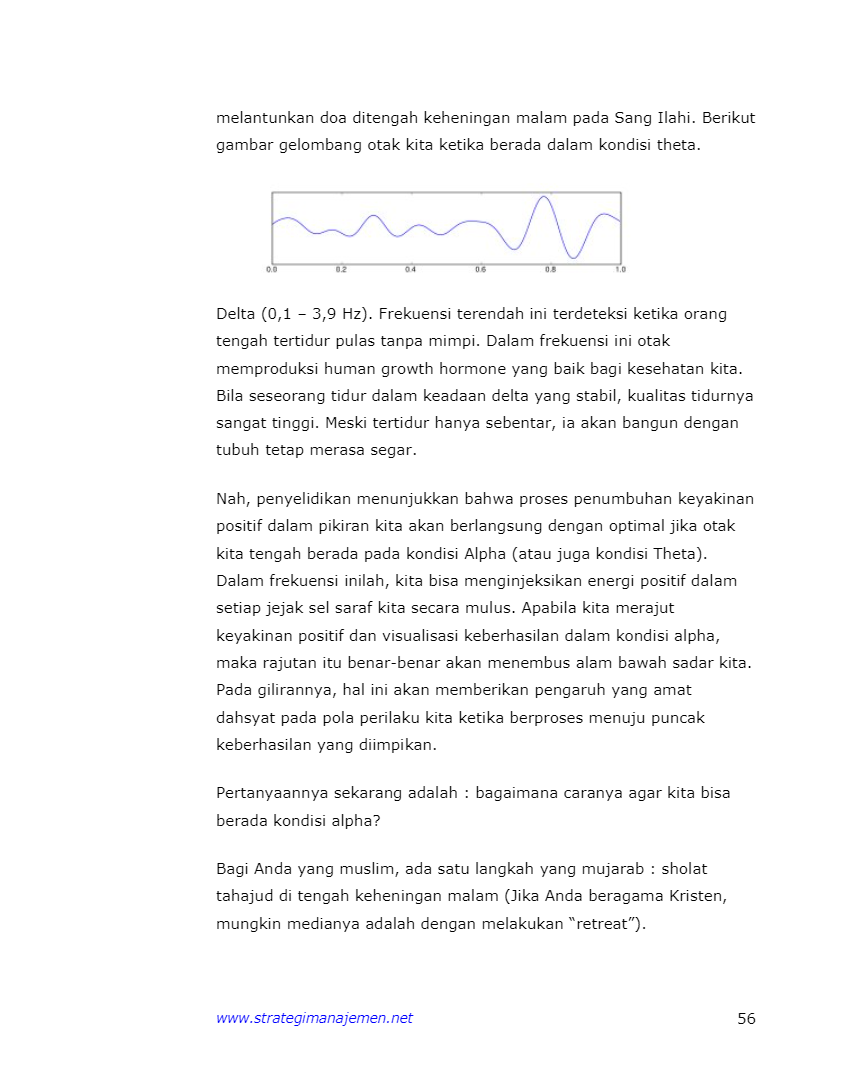 melantunkan doa ditengah keheningan malam pada Sang Ilahi. Berikut
gambar gelombang otak kita ketika berada dalam kondisi theta.
0.0 0.2 0.4 0.6 0.8 1.0
Delta (0,1 – 3,9 Hz). Frekuensi terendah ini terdeteksi ketika orang
tengah tertidur pulas tanpa mimpi. Dalam frekuensi ini otak
memproduksi human growth hormone yang baik bagi kesehatan kita.
Bila seseorang tidur dalam keadaan delta yang stabil, kualitas tidurnya
sangat tinggi. Meski tertidur hanya sebentar, ia akan bangun dengan
tubuh tetap merasa segar.
Nah, penyelidikan menunjukkan bahwa proses penumbuhan keyakinan
positif dalam pikiran kita akan berlangsung dengan optimal jika otak
kita tengah berada pada kondisi Alpha (atau juga kondisi Theta).
Dalam frekuensi inilah, kita bisa menginjeksikan energi positif dalam
setiap jejak sel saraf kita secara mulus. Apabila kita merajut
keyakinan positif dan visualisasi keberhasilan dalam kondisi alpha,
maka rajutan itu benar-benar akan menembus alam bawah sadar kita.
Pada gilirannya, hal ini akan memberikan pengaruh yang amat
dahsyat pada pola perilaku kita ketika berproses menuju puncak
keberhasilan yang diimpikan.
Pertanyaannya sekarang adalah : bagaimana caranya agar kita bisa
berada kondisi alpha?
Bagi Anda yang muslim, ada satu langkah yang mujarab : sholat
tahajud di tengah keheningan malam (Jika Anda beragama Kristen,
mungkin medianya adalah dengan melakukan “retreat”).
www.strategimanajemen.net 56